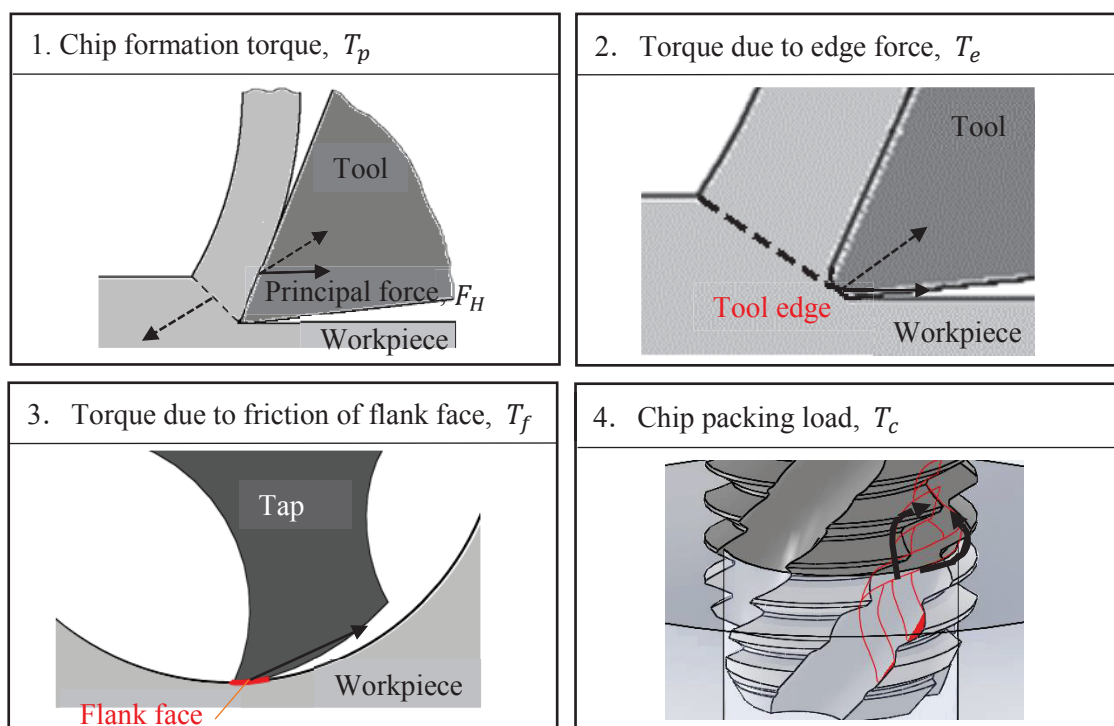 1. Chip formation torque, T_p
Tool
Principal force, F_H
Workpiece
2. Torque due to edge force, T_e
Tool
Tool edge
Workpiece
3. Torque due to friction of flank face, T_f
Tap
Workpiece
Flank face
4. Chip packing load, T_c